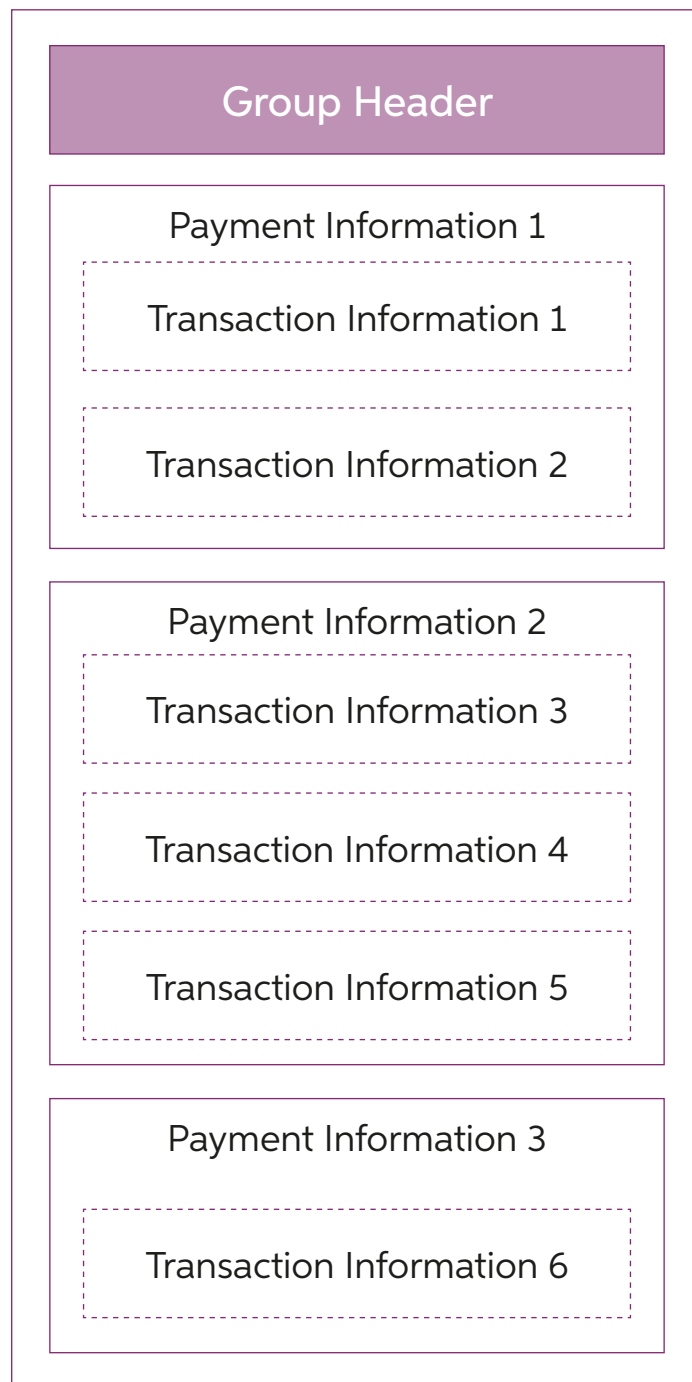 Group Header
Payment Information 1
Transaction Information 1
Transaction Information 2
Payment Information 2
Transaction Information 3
Transaction Information 4
Transaction Information 5
Payment Information 3
Transaction Information 6